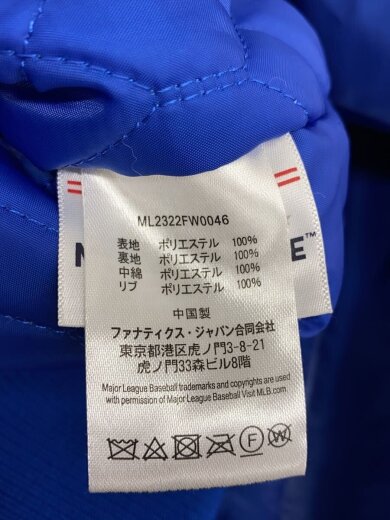 ML2322FW0046
表地 ポリエステル 100%
裏地 ポリエステル 100%
中綿 ポリエステル 100%
リブ ポリエステル 100%
中国製
ファナティクス・ジャパン合同会社
東京都港区虎ノ門3-8-21
虎ノ門33森ビル8階
Major League Baseball trademarks and copyrights are used
with permission of Major League Baseball Visit MLB.com.